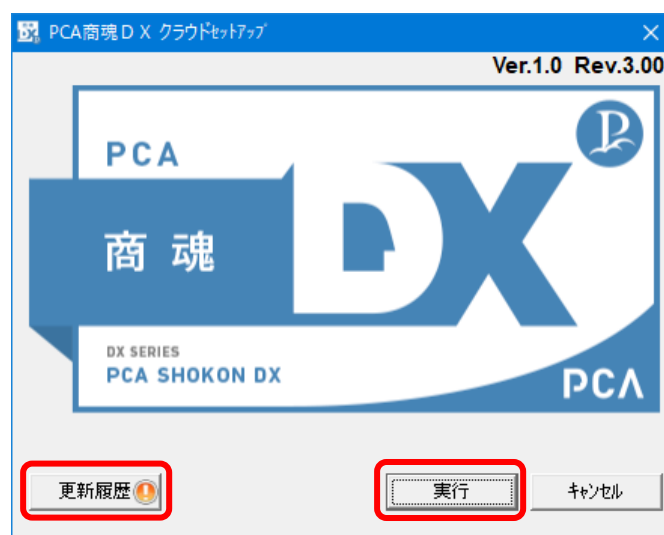 PCA商魂ＤＸ ｸﾗｳﾄﾞｾｯﾄｱｯﾌﾟ
Ver.1.0 Rev.3.00
PCA
商魂
DX
DX SERIES
PCA SHOKON DX
PCA
更新履歴
実行
ｷｬﾝｾﾙ